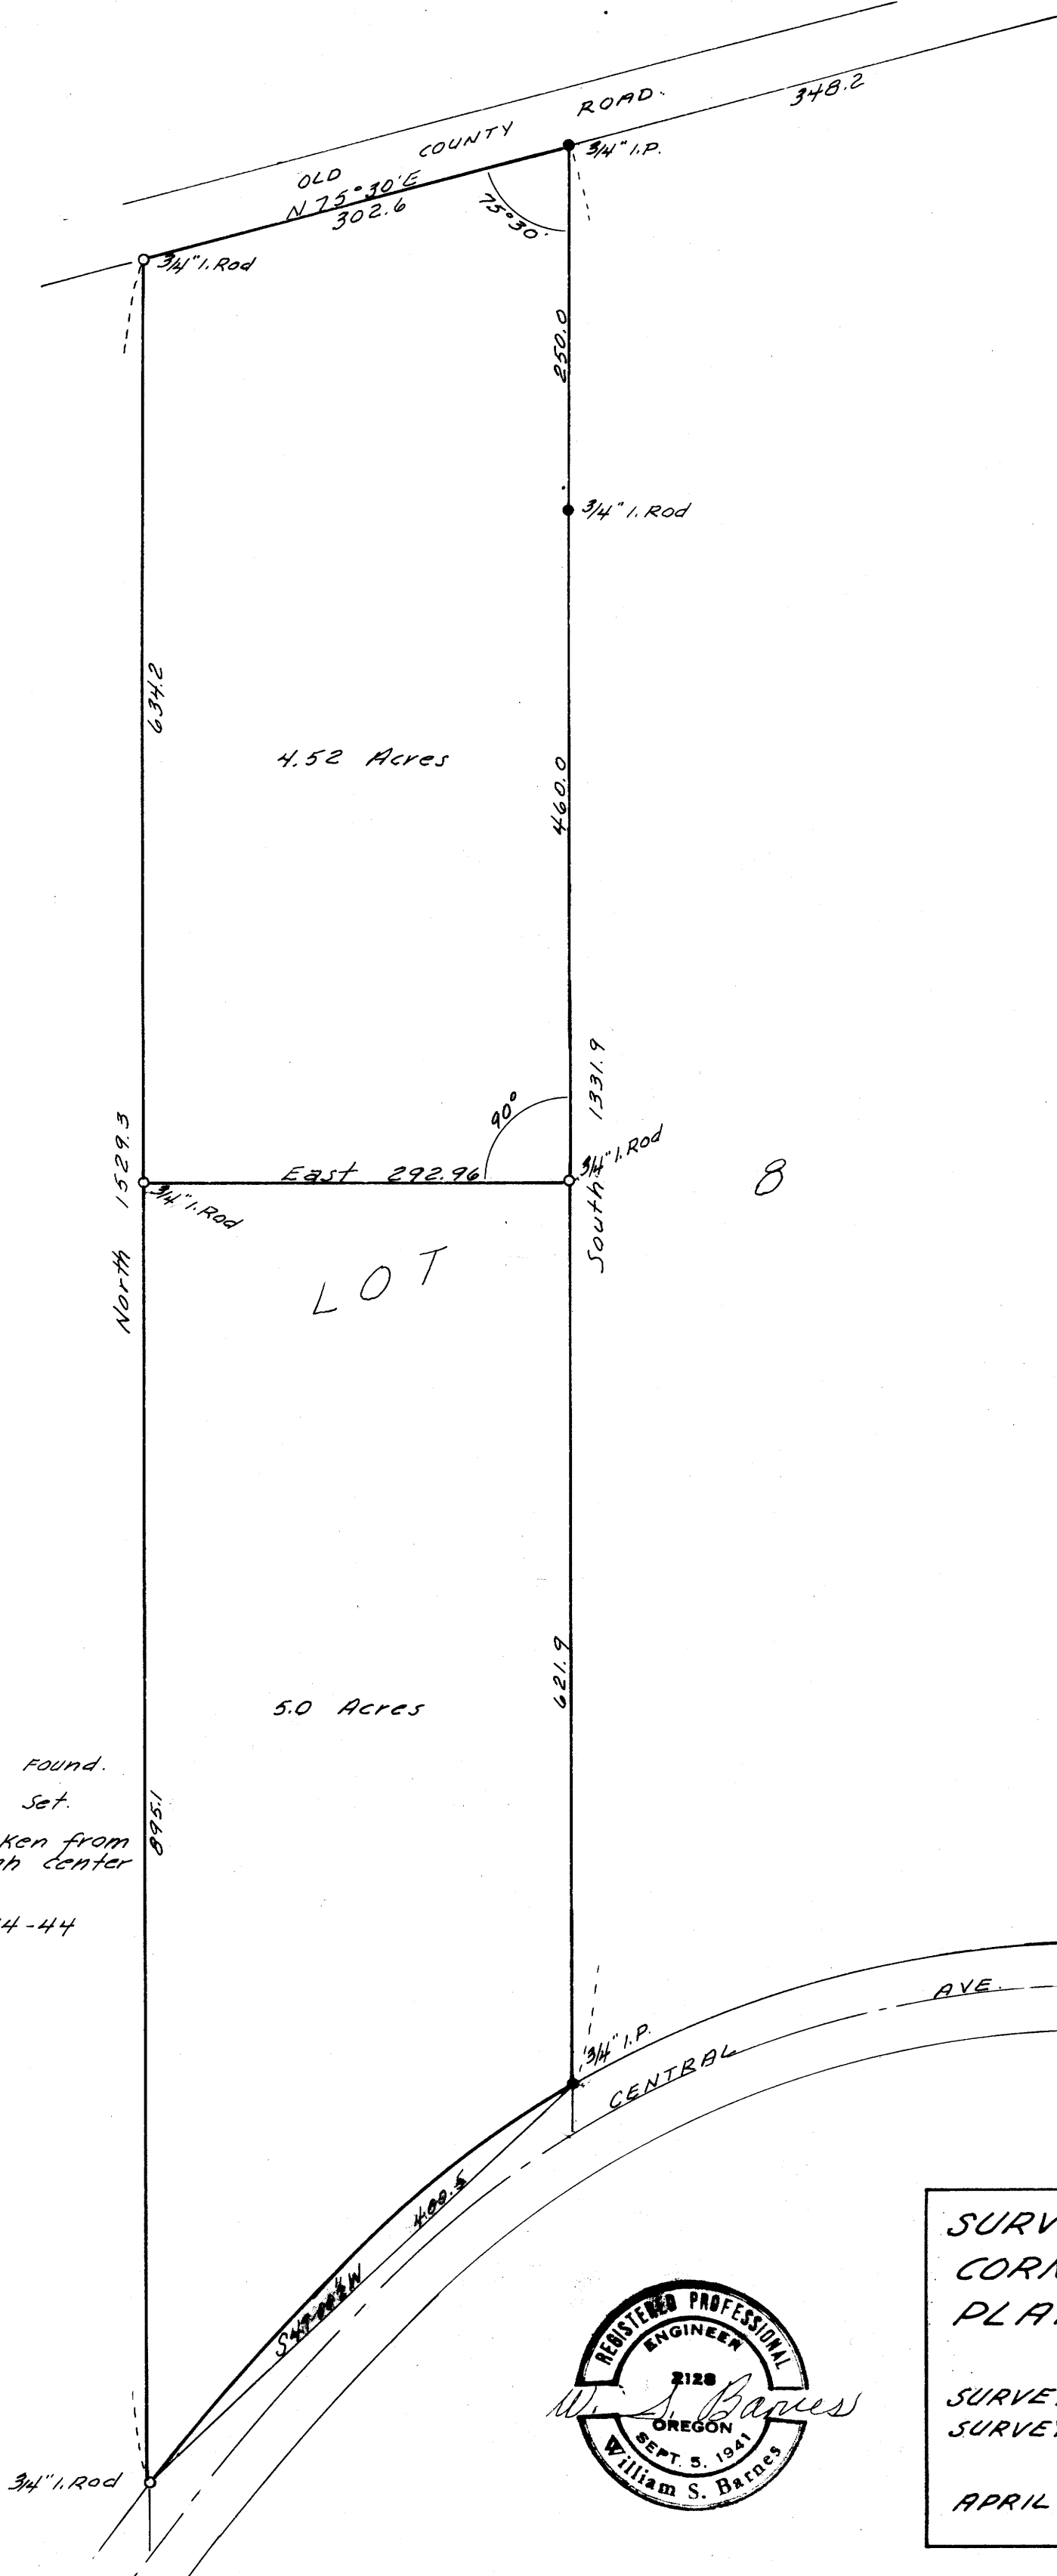 348.2
OLD COUNTY ROAD.
N 75°30'E
302.6
3/4" I.P.
75°30'
3/4" I. Rod
250.0
3/4" I. Rod
634.2
4.52 Acres
460.0
90°
South 1331.9
3/4" I. Rod
East 292.96
3/4" I. Rod
North 1529.3
8
LOT
621.9
5.0 Acres
Found.
Set.
ken from
center
4-44
895.1
AVE.
3/4" I.P.
CENTRAL
400.5
3/4" I. Rod
REGISTERED PROFESSIONAL
ENGINEER
2128
W. S. Barnes
OREGON
SEPT. 5, 1941
William S. Barnes
SURV
CORN
PLA
SURVE
SURVEY
APRIL